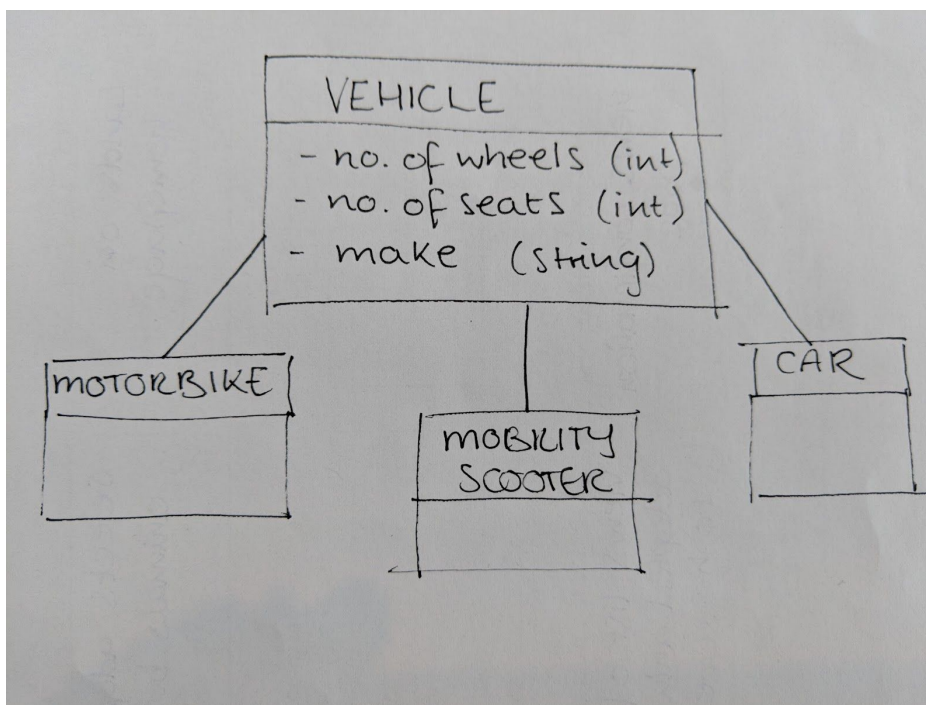 VEHICLE
- no. of wheels (int)
- no. of seats (int)
- make (string)
MOTORBIKE
CAR
MOBILITY
SCOOTER